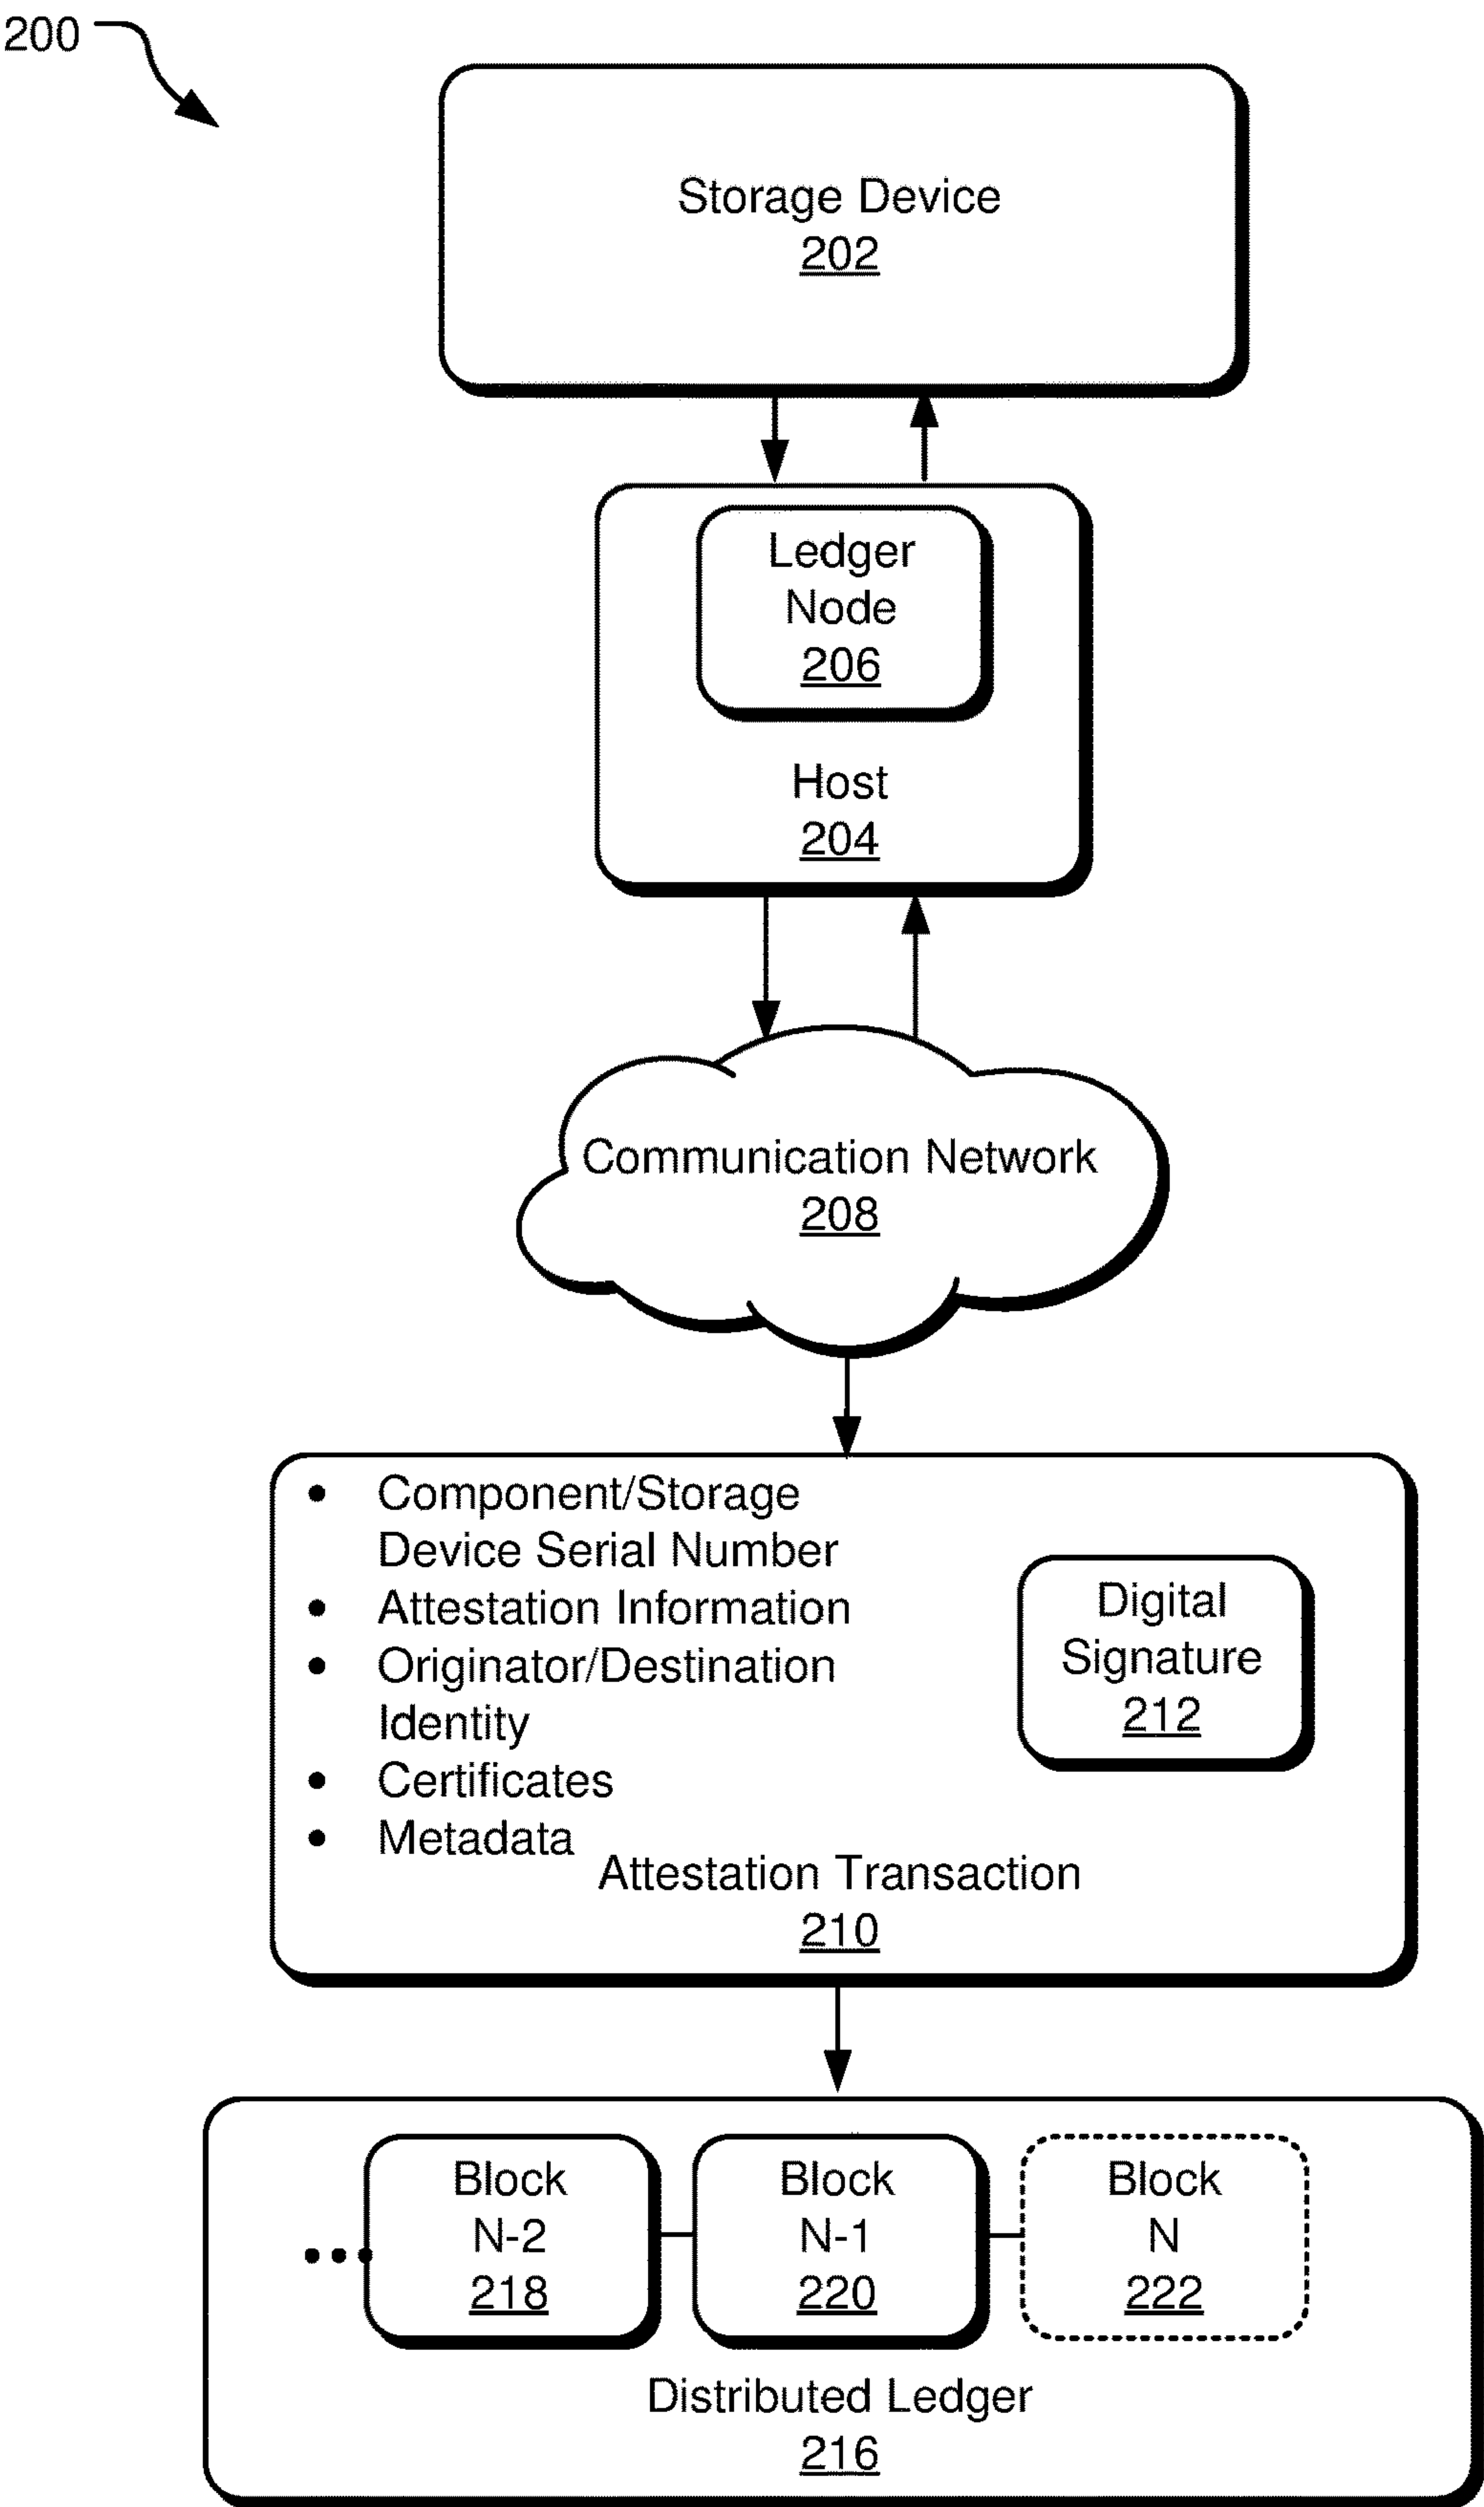 200
Storage Device
202
Ledger
Node
206
Host
204
Communication Network
208
• Component/Storage
Device Serial Number
• Attestation Information
• Originator/Destination
Identity
• Certificates
• Metadata
Digital
Signature
212
Attestation Transaction
210
Block
N-2
218
Block
N-1
220
Block
N
222
Distributed Ledger
216